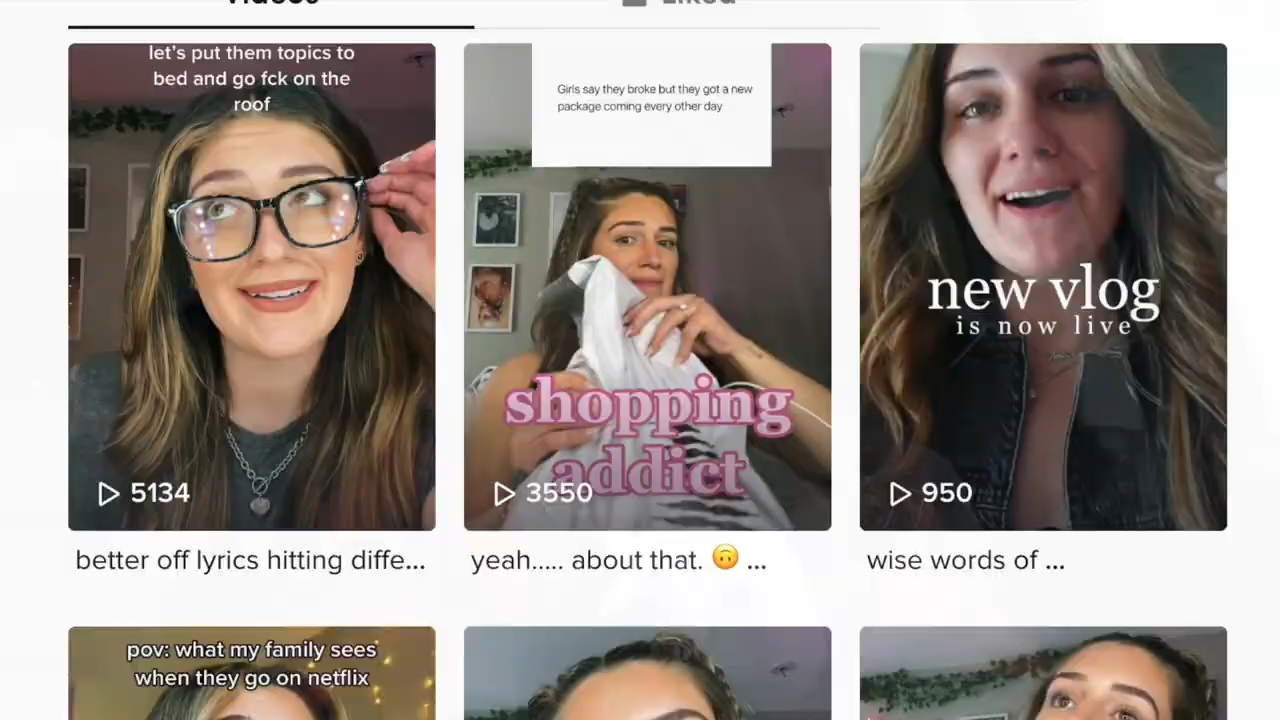 Videos
Liked
let's put them topics to
bed and go fck on the
roof
5134
better off lyrics hitting diffe...
Girls say they broke but they got a new
package coming every other day
shopping
addict
3550
yeah..... about that. 🙃 ...
new vlog
is now live
950
wise words of ...
pov: what my family sees
when they go on netflix